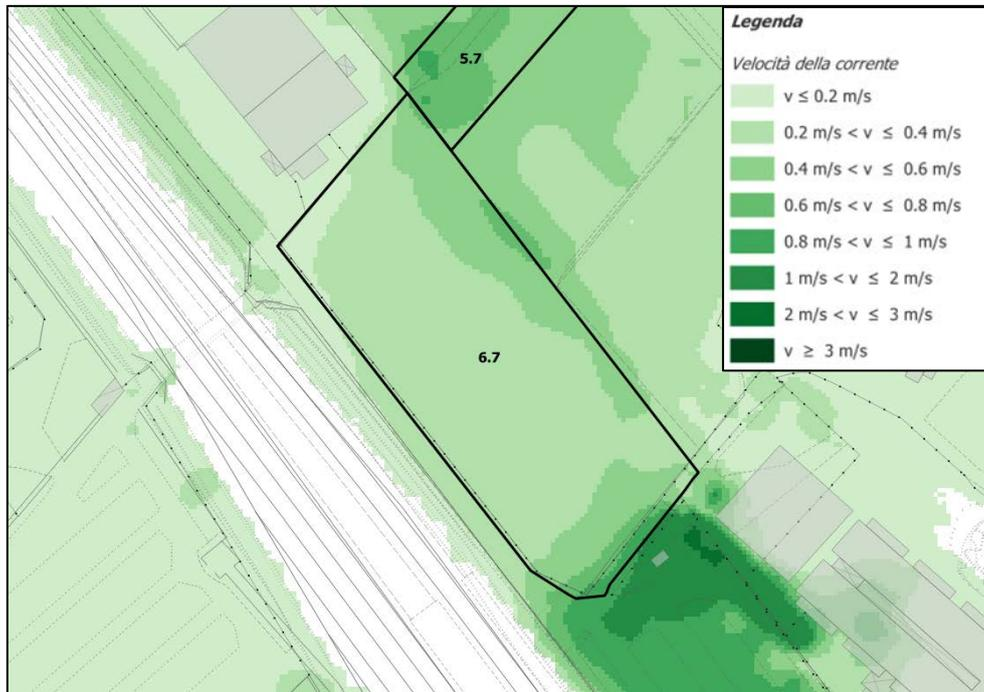 5.7
6.7
Legenda
Velocità della corrente
v ≤ 0.2 m/s
0.2 m/s < v ≤ 0.4 m/s
0.4 m/s < v ≤ 0.6 m/s
0.6 m/s < v ≤ 0.8 m/s
0.8 m/s < v ≤ 1 m/s
1 m/s < v ≤ 2 m/s
2 m/s < v ≤ 3 m/s
v ≥ 3 m/s